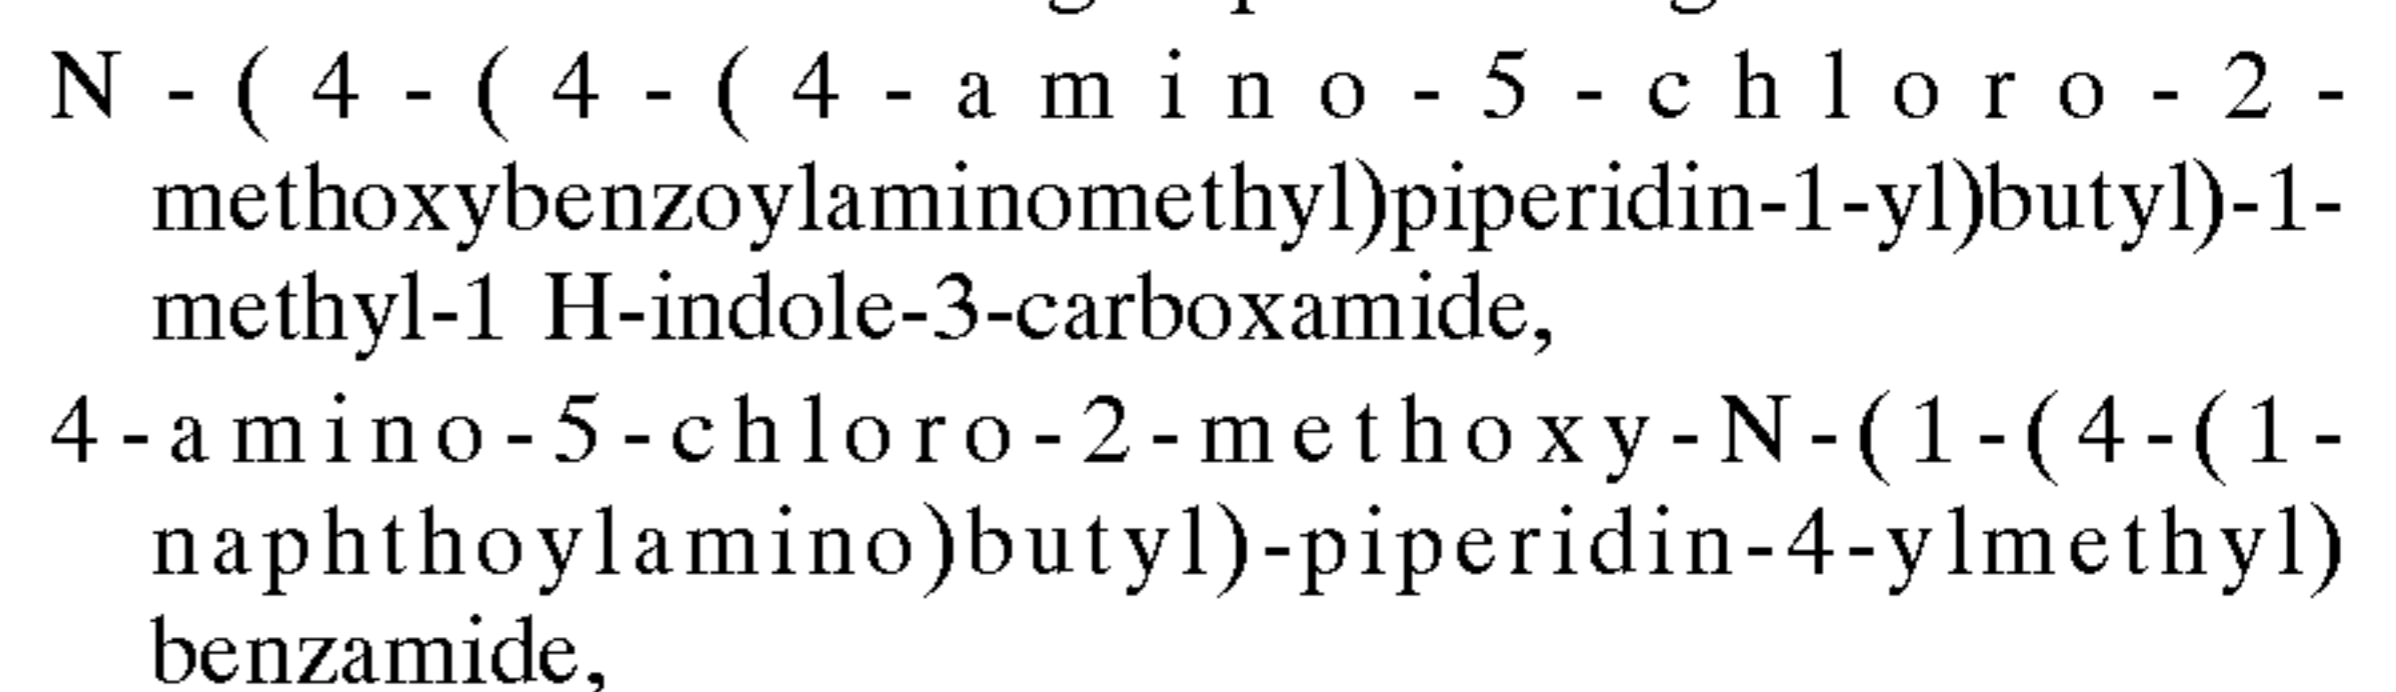 N-(4-(4-(4-amino-5-chloro-2-
methoxybenzoylaminomethyl)piperidin-1-yl)butyl)-1-
methyl-1 H-indole-3-carboxamide,
4-amino-5-chloro-2-methoxy-N-(1-(4-(1-
naphthoylamino)butyl)-piperidin-4-ylmethyl)
benzamide,